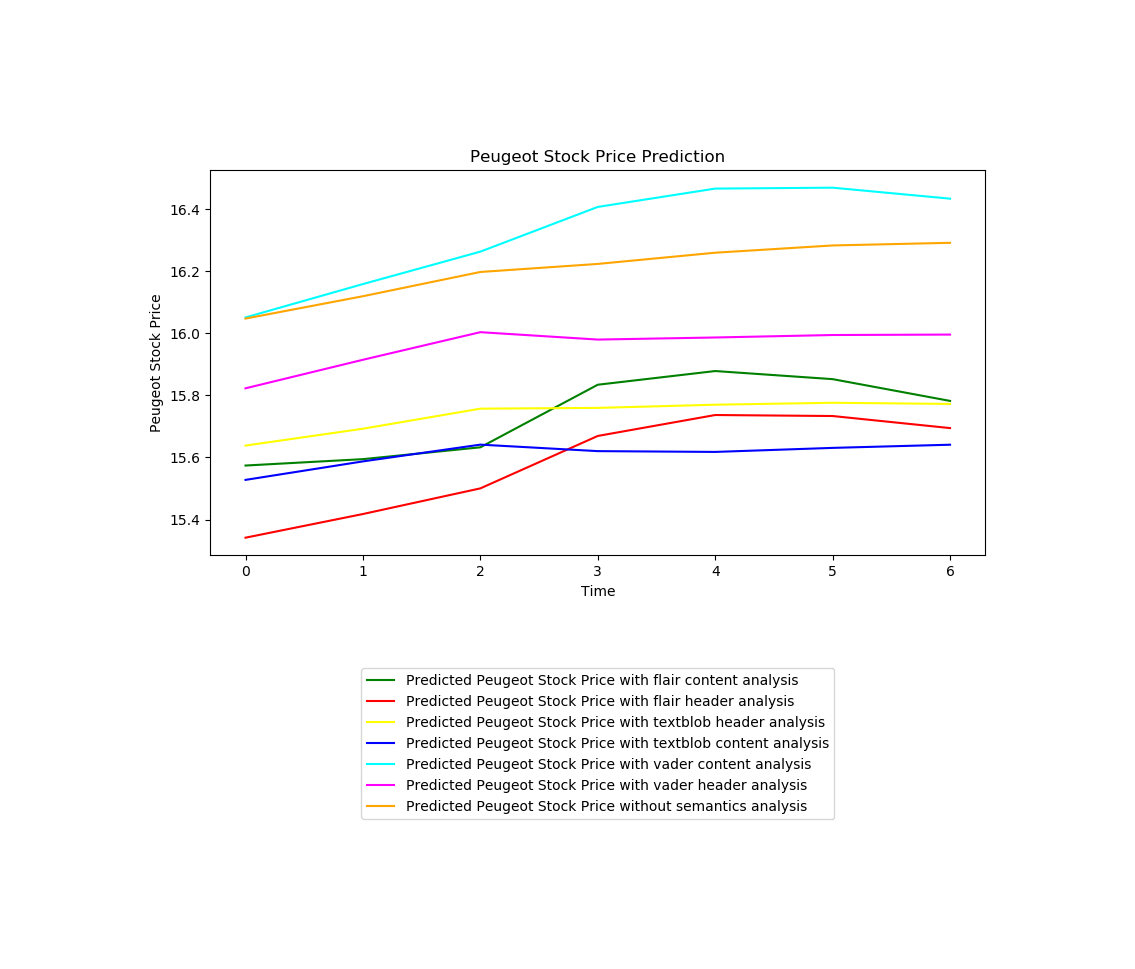 Peugeot Stock Price Prediction
Peugeot Stock Price
16.4
16.2
16.0
15.8
15.6
15.4
0 1 2 3 4 5 6
Time
Predicted Peugeot Stock Price with flair content analysis
Predicted Peugeot Stock Price with flair header analysis
Predicted Peugeot Stock Price with textblob header analysis
Predicted Peugeot Stock Price with textblob content analysis
Predicted Peugeot Stock Price with vader content analysis
Predicted Peugeot Stock Price with vader header analysis
Predicted Peugeot Stock Price without semantics analysis